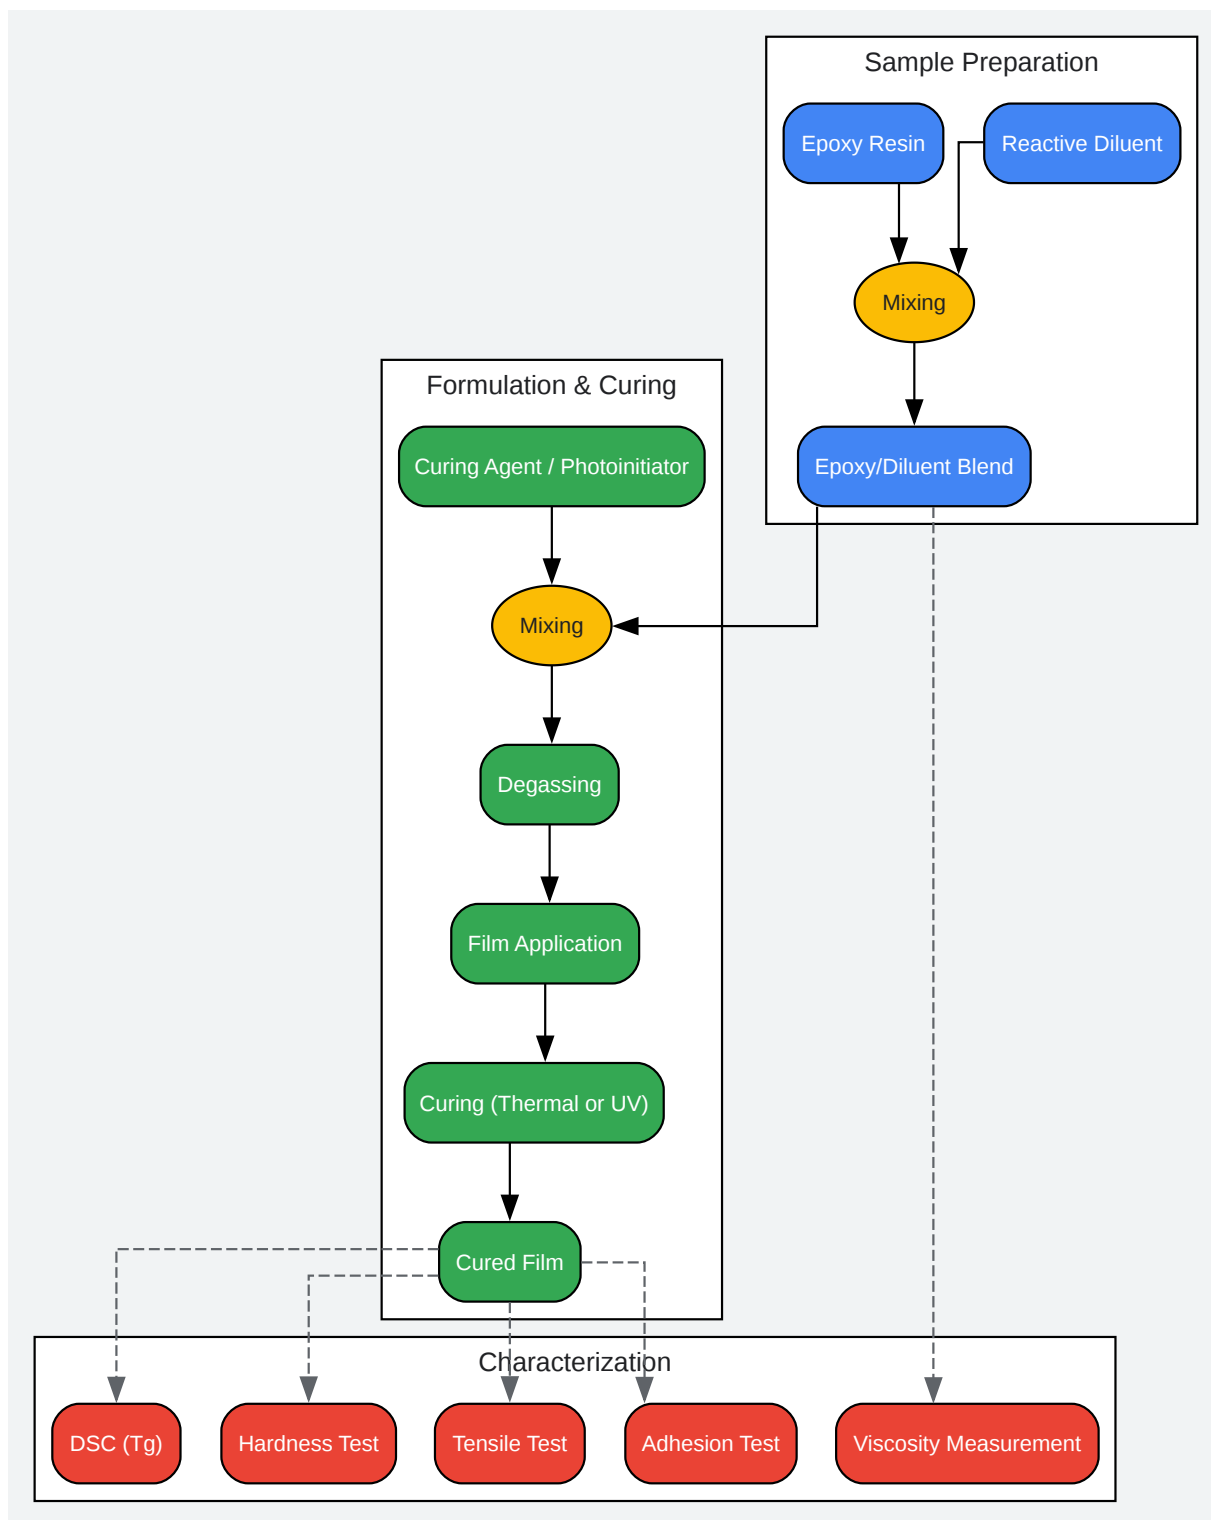 Sample Preparation
Epoxy Resin
Reactive Diluent
Mixing
Epoxy/Diluent Blend
Formulation & Curing
Curing Agent / Photoinitiator
Mixing
Degassing
Film Application
Curing (Thermal or UV)
Cured Film
Characterization
DSC (Tg)
Hardness Test
Tensile Test
Adhesion Test
Viscosity Measurement